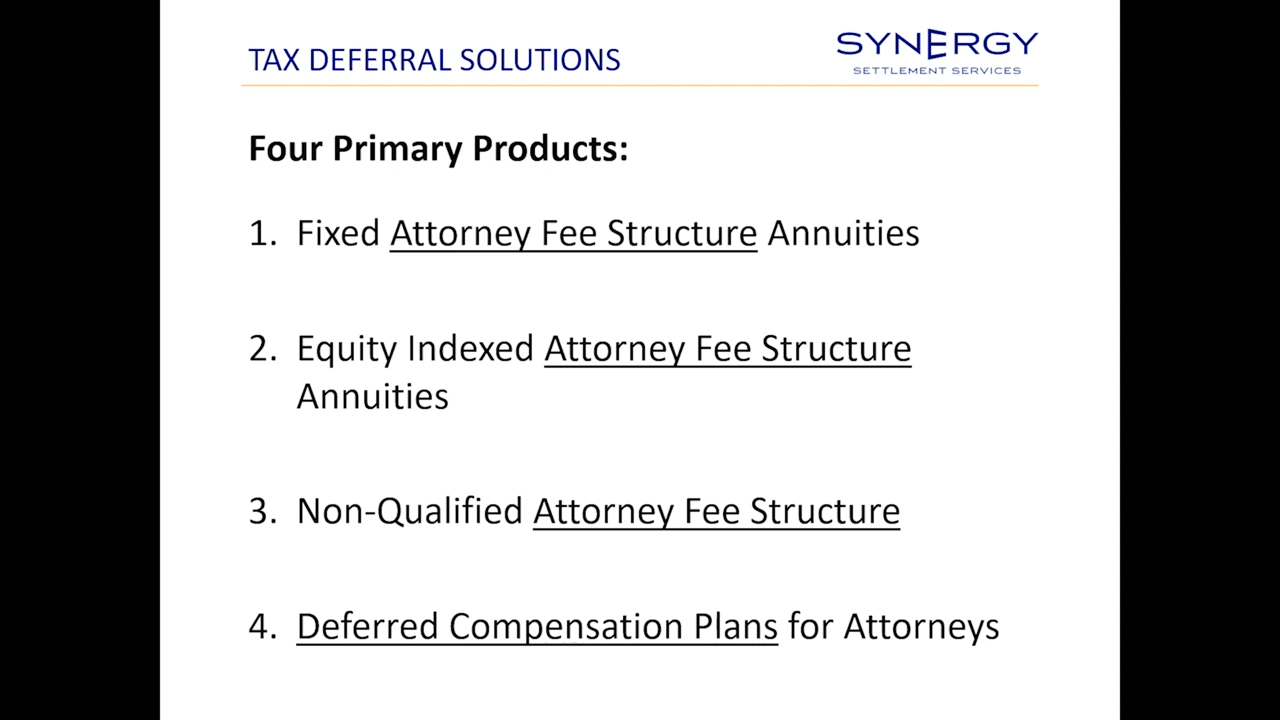 TAX DEFERRAL SOLUTIONS
SYNERGY
SETTLEMENT SERVICES
Four Primary Products:
1. Fixed Attorney Fee Structure Annuities
2. Equity Indexed Attorney Fee Structure
Annuities
3. Non-Qualified Attorney Fee Structure
4. Deferred Compensation Plans for Attorneys